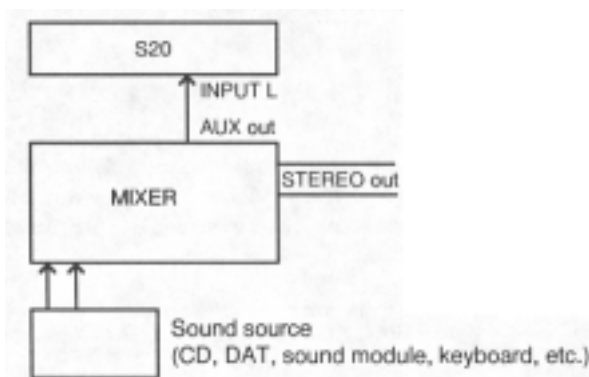 S20
INPUT L
AUX out
MIXER
STEREO out
Sound source
(CD, DAT, sound module, keyboard, etc.)